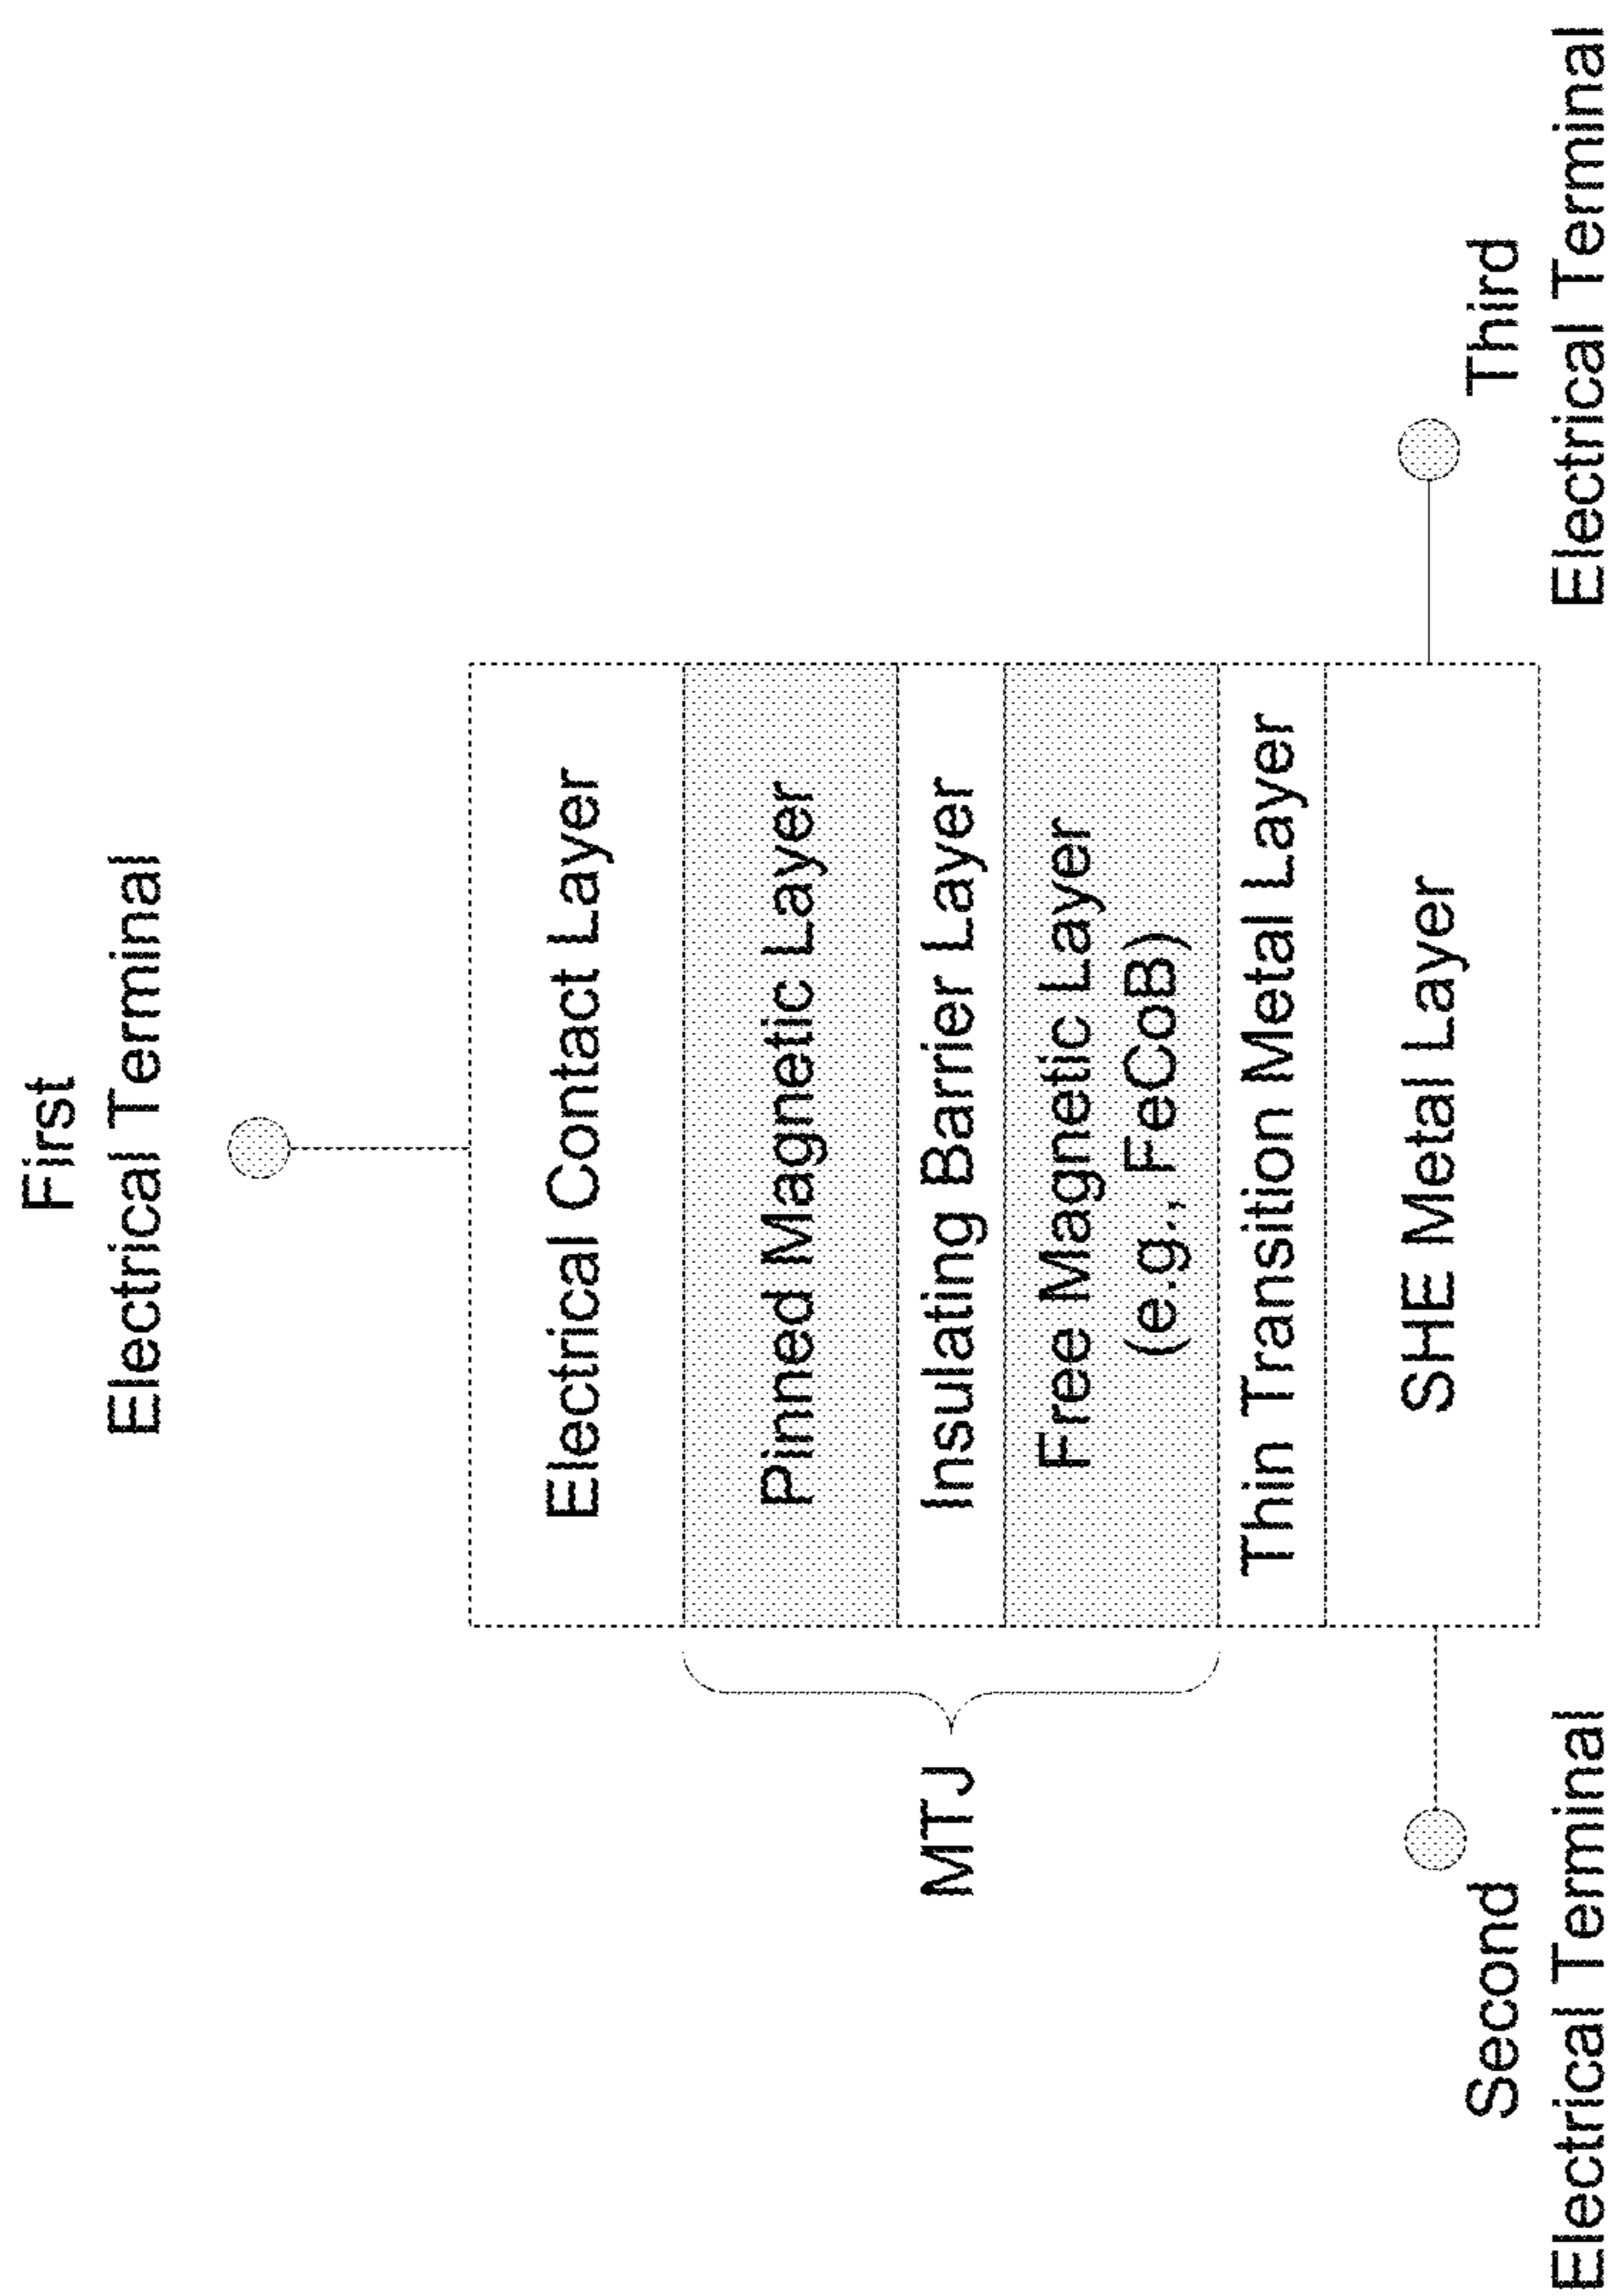 First
Electrical Terminal
Electrical Contact Layer
Pinned Magnetic Layer
MTJ
Insulating Barrier Layer
Free Magnetic Layer
(e.g., FeCoB)
Thin Transition Metal Layer
SHE Metal Layer
Second
Electrical Terminal
Third
Electrical Terminal